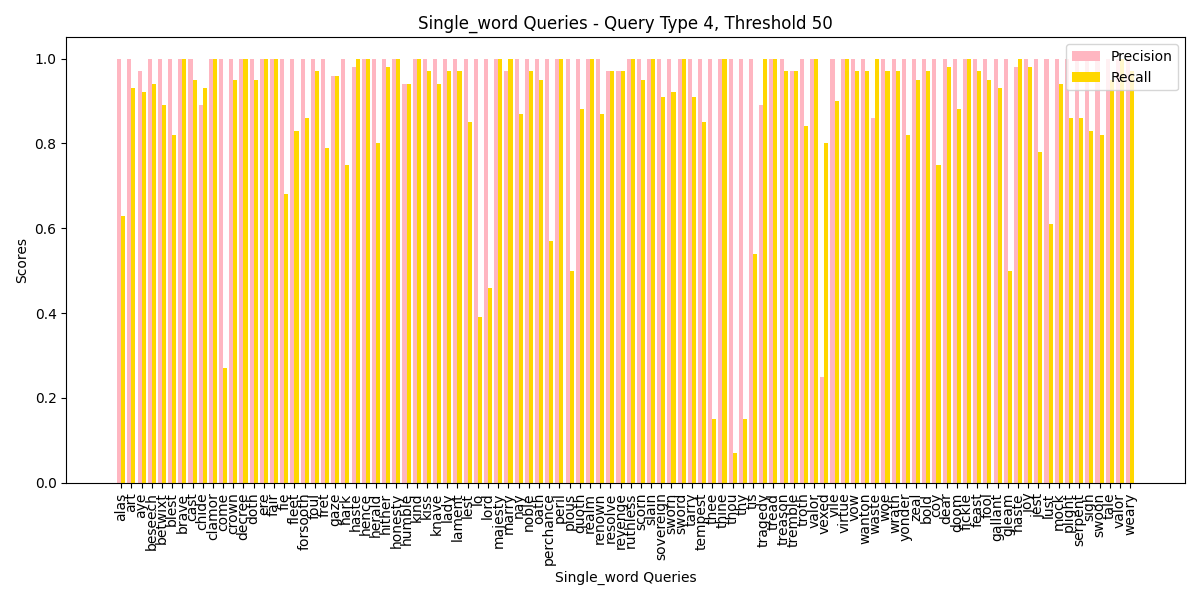 Single_word Queries - Query Type 4, Threshold 50
Precision
Recall
Scores
1.0
0.8
0.6
0.4
0.2
0.0
alas
art
aye
beseech
betwixt
blest
brave
cast
chide
clamor
come
crown
decree
doth
ere
fair
fie
fleet
forsooth
foul
fret
gaze
hark
haste
hence
herald
hither
honesty
humble
kind
kiss
knave
lady
lament
lest
lo
lord
majesty
marry
nay
noble
oath
perchance
peril
pious
quoth
realm
renown
resolve
revenge
ruthless
scorn
slain
sovereign
sworn
sword
tarry
tempest
thee
thine
thou
thy
tis
tragedy
tread
treason
tremble
troth
valor
vexed
vile
virtue
vow
wanton
waste
woe
wrath
yonder
zeal
bold
coy
dear
doom
fickle
feast
fool
gallant
gleam
haste
joy
jest
lust
mock
plight
serpent
sigh
swoon
tale
valor
weary
Single_word Queries